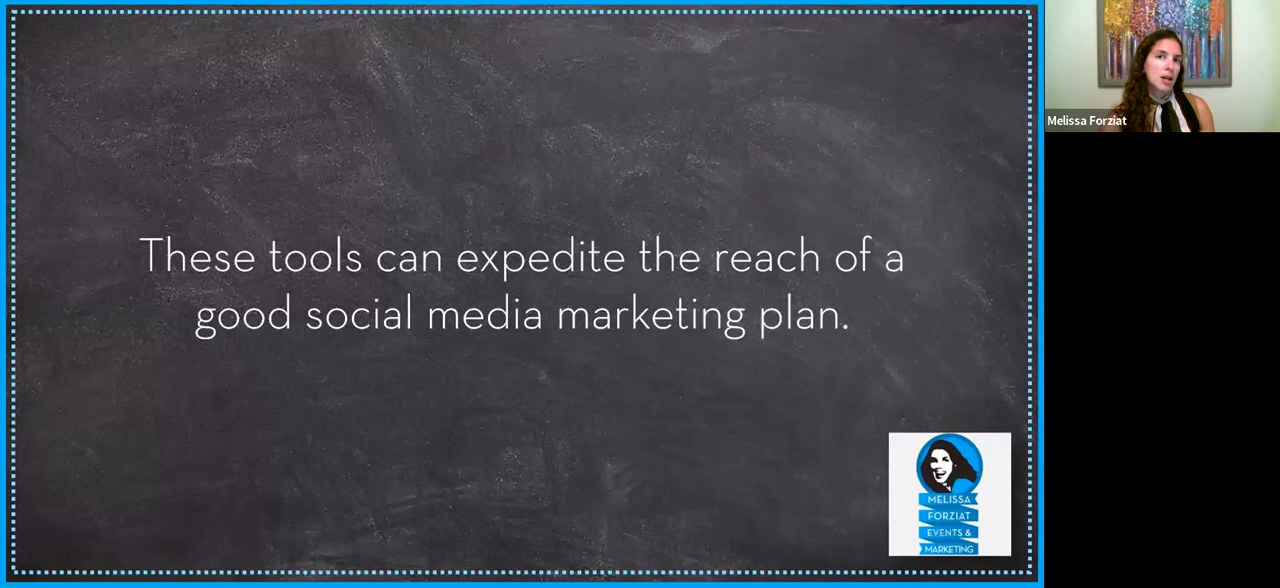 These tools can expedite the reach of a
good social media marketing plan.
Melissa Forziat
MELISSA
FORZIAT
EVENTS &
MARKETING